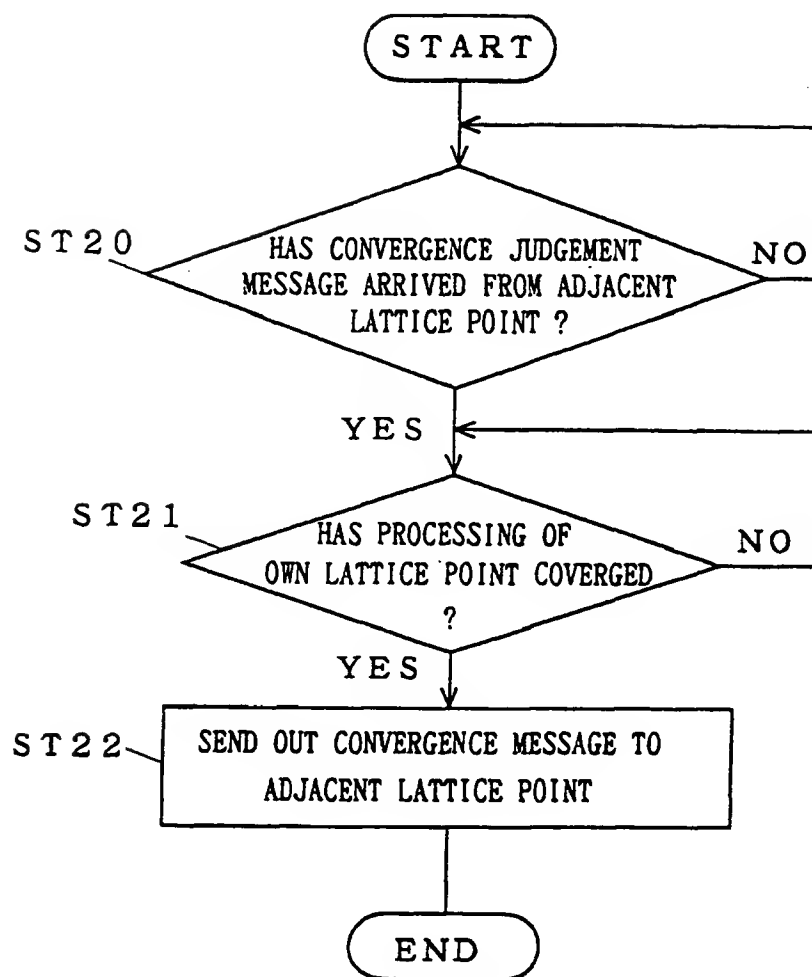 START
ST20
HAS CONVERGENCE JUDGEMENT
MESSAGE ARRIVED FROM ADJACENT
LATTICE POINT ?
NO
YES
ST21
HAS PROCESSING OF
OWN LATTICE POINT COVERGED
?
NO
YES
ST22
SEND OUT CONVERGENCE MESSAGE TO
ADJACENT LATTICE POINT
END